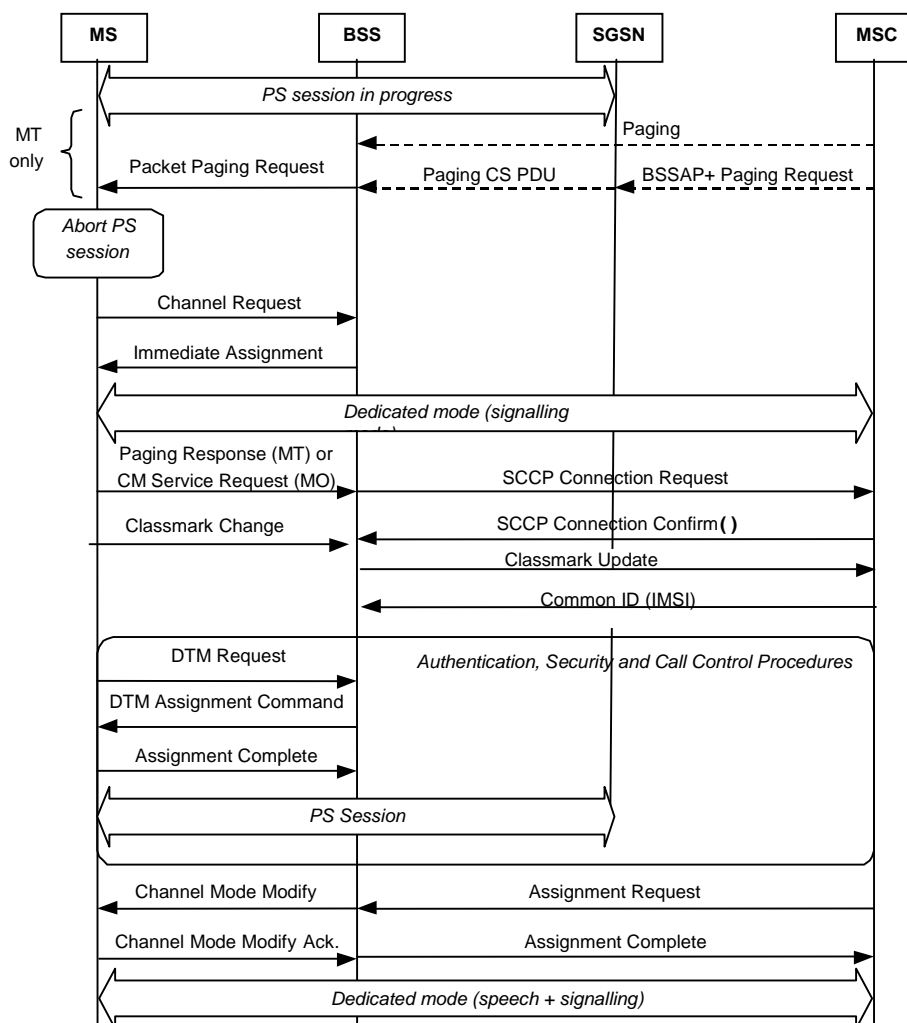 MS BSS SGSN MSC
PS session in progress
MT
only
Paging
Packet Paging Request Paging CS PDU BSSAP+ Paging Request
Abort PS
session
Channel Request
Immediate Assignment
Dedicated mode (signalling
Paging Response (MT) or
CM Service Request (MO) SCCP Connection Request
Classmark Change SCCP Connection Confirm()
Classmark Update
Common ID (IMSI)
DTM Request Authentication, Security and Call Control Procedures
DTM Assignment Command
Assignment Complete
PS Session
Channel Mode Modify Assignment Request
Channel Mode Modify Ack. Assignment Complete
Dedicated mode (speech + signalling)